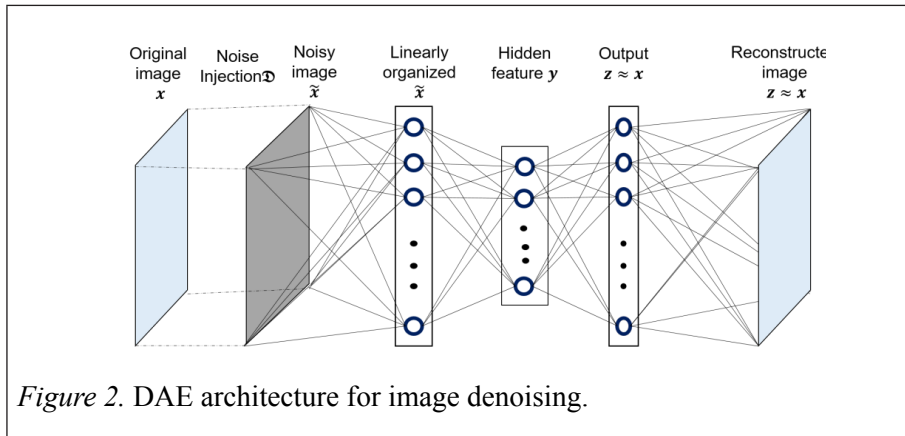 Original
image
x
Noise
Injection𝕯
Noisy
image
x̃
Linearly
organized
x̃
Hidden
feature y
Output
z ≈ x
Reconstructe
image
z ≈ x
Figure 2. DAE architecture for image denoising.